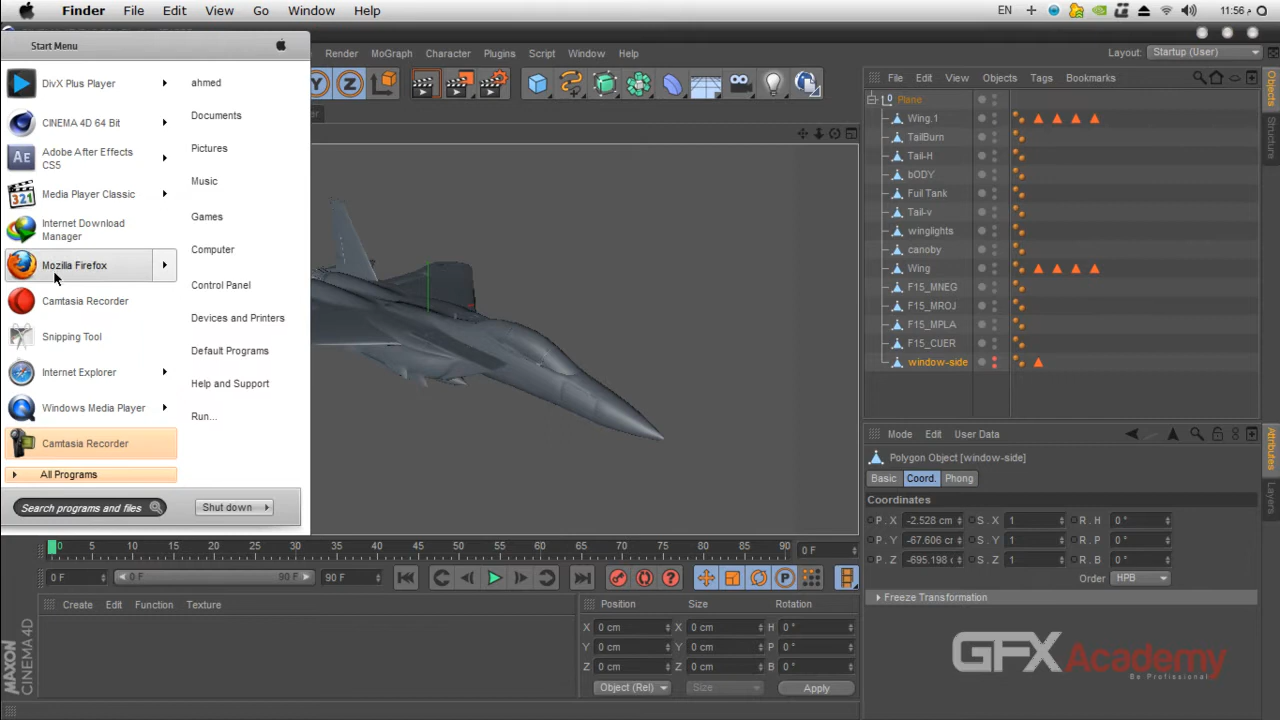 Finder File Edit View Go Window Help
EN
11:56 م
Start Menu
Render MoGraph Character Plugins Script Window Help
Layout: Startup (User)
DivX Plus Player
CINEMA 4D 64 Bit
Adobe After Effects
CS5
Media Player Classic
Internet Download
Manager
Mozilla Firefox
Camtasia Recorder
Snipping Tool
Internet Explorer
Windows Media Player
Camtasia Recorder
All Programs
Search programs and files
Shut down
ahmed
Documents
Pictures
Music
Games
Computer
Control Panel
Devices and Printers
Default Programs
Help and Support
Run...
Y Z
File Edit View Objects Tags Bookmarks
Plane
Wing.1
TailBurn
Tail-H
bODY
Fuil Tank
Tail-v
winglights
canoby
Wing
F15_MNEG
F15_MROJ
F15_MPLA
F15_CUER
window-side
Objects
Structure
Mode Edit User Data
Polygon Object [window-side]
Basic Coord. Phong
Coordinates
P . X -2.528 cm S . X 1 R . H 0 °
P . Y -67.606 cr S . Y 1 R . P 0 °
P . Z -695.198 S . Z 1 R . B 0 °
Order HPB
Freeze Transformation
Attributes
Layers
0 5 10 15 20 25 30 35 40 45 50 55 60 65 70 75 80 85 90 0 F
0 F 0 F 90 F 90 F
Create Edit Function Texture
Position Size Rotation
X 0 cm X 0 cm H 0 °
Y 0 cm Y 0 cm P 0 °
Z 0 cm Z 0 cm B 0 °
Object (Rel) Size Apply
MAXON
CINEMA4D
GFXAcademy
Be Profissional